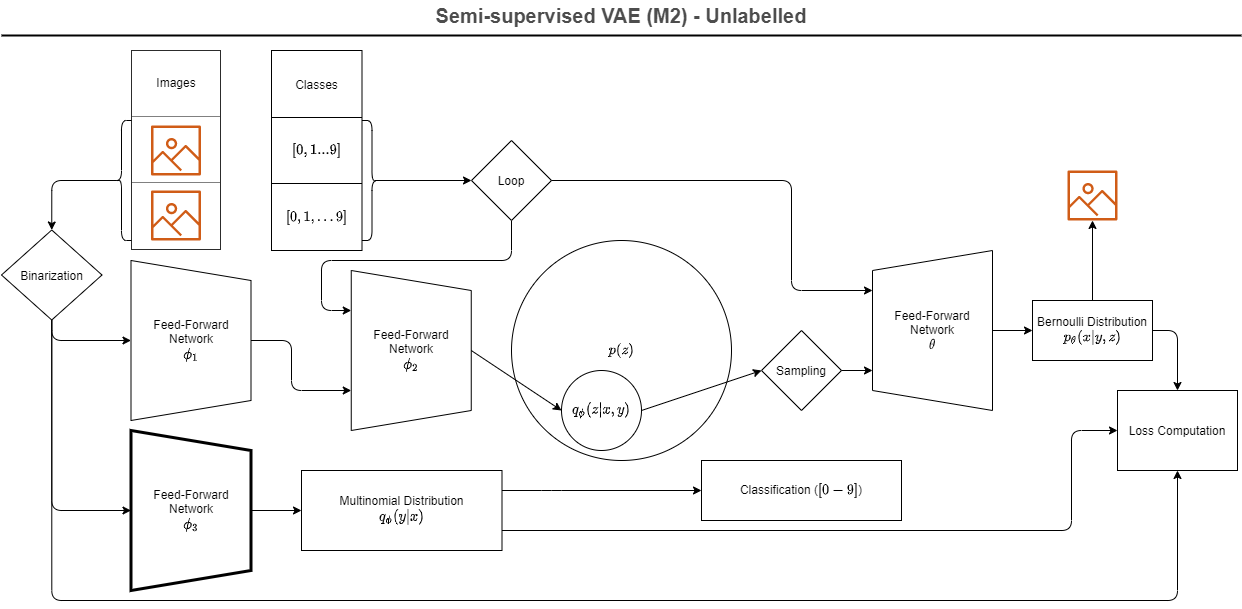 Semi-supervised VAE (M2) - Unlabelled
Images
Classes
[0, 1...9]
[0, 1, . . . 9]
Loop
Binarization
Feed-Forward
Network
ϕ₁
Feed-Forward
Network
ϕ₂
p(z)
qϕ(z|x, y)
Sampling
Feed-Forward
Network
θ
Bernoulli Distribution
pθ(x|y, z)
Loss Computation
Feed-Forward
Network
ϕ₃
Multinomial Distribution
qϕ(y|x)
Classification ([0 − 9])